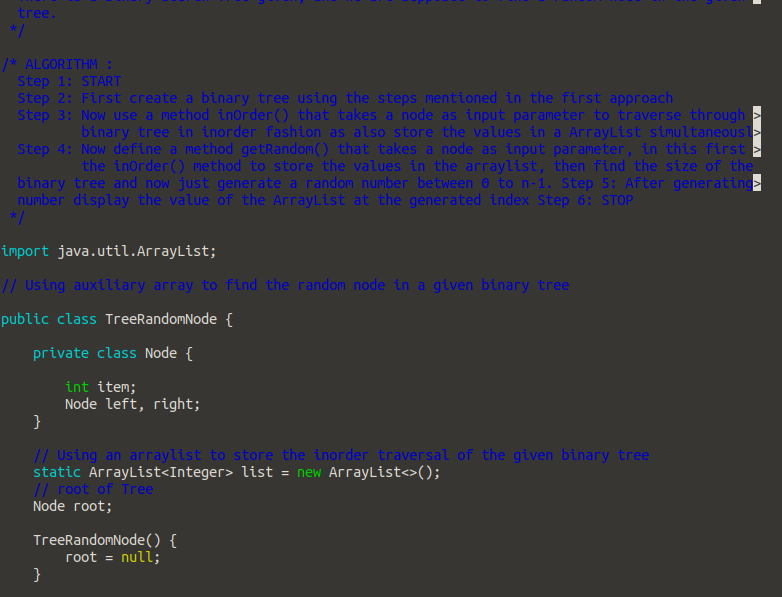 tree.
*/
/* ALGORITHM :
Step 1: START
Step 2: First create a binary tree using the steps mentioned in the first approach
Step 3: Now use a method inOrder() that takes a node as input parameter to traverse through >
binary tree in inorder fashion as also store the values in a ArrayList simultaneousl>
Step 4: Now define a method getRandom() that takes a node as input parameter, in this first >
the inOrder() method to store the values in the arraylist, then find the size of the
binary tree and now just generate a random number between 0 to n-1. Step 5: After generating>
number display the value of the ArrayList at the generated index Step 6: STOP
*/
import java.util.ArrayList;
// Using auxiliary array to find the random node in a given binary tree
public class TreeRandomNode {
private class Node {
int item;
Node left, right;
}
// Using an arraylist to store the inorder traversal of the given binary tree
static ArrayList<Integer> list = new ArrayList<>();
// root of Tree
Node root;
TreeRandomNode() {
root = null;
}